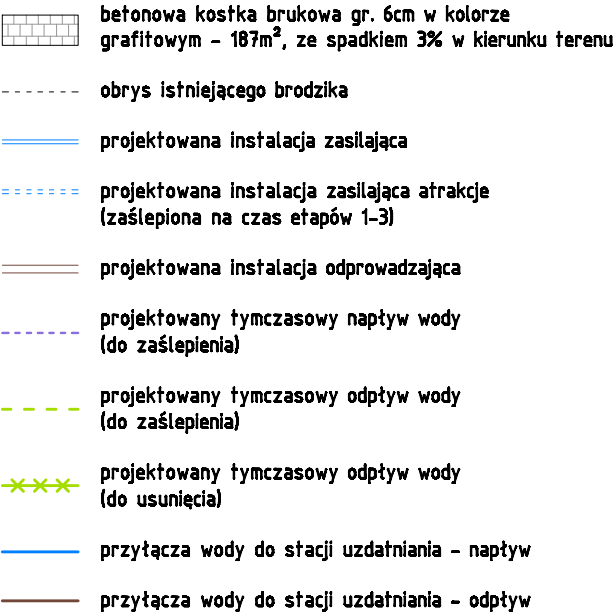 betonowa kostka brukowa gr. 6cm w kolorze
grafitowym - 187m², ze spadkiem 3% w kierunku terenu
obrys istniejącego brodzika
projektowana instalacja zasilająca
projektowana instalacja zasilająca atrakcje
(zaślepiona na czas etapów 1-3)
projektowana instalacja odprowadzająca
projektowany tymczasowy napływ wody
(do zaślepienia)
projektowany tymczasowy odpływ wody
(do zaślepienia)
projektowany tymczasowy odpływ wody
(do usunięcia)
przyłącza wody do stacji uzdatniania - napływ
przyłącza wody do stacji uzdatniania - odpływ